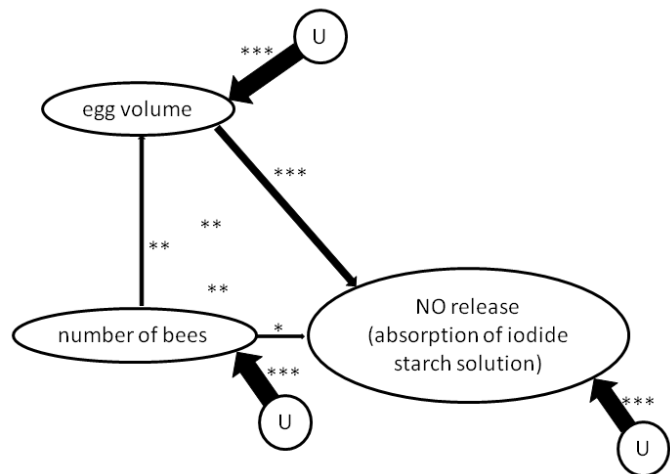 U
***
egg volume
***
**
**
**
number of bees
*
NO release
(absorption of iodide
starch solution)
***
U
***
U